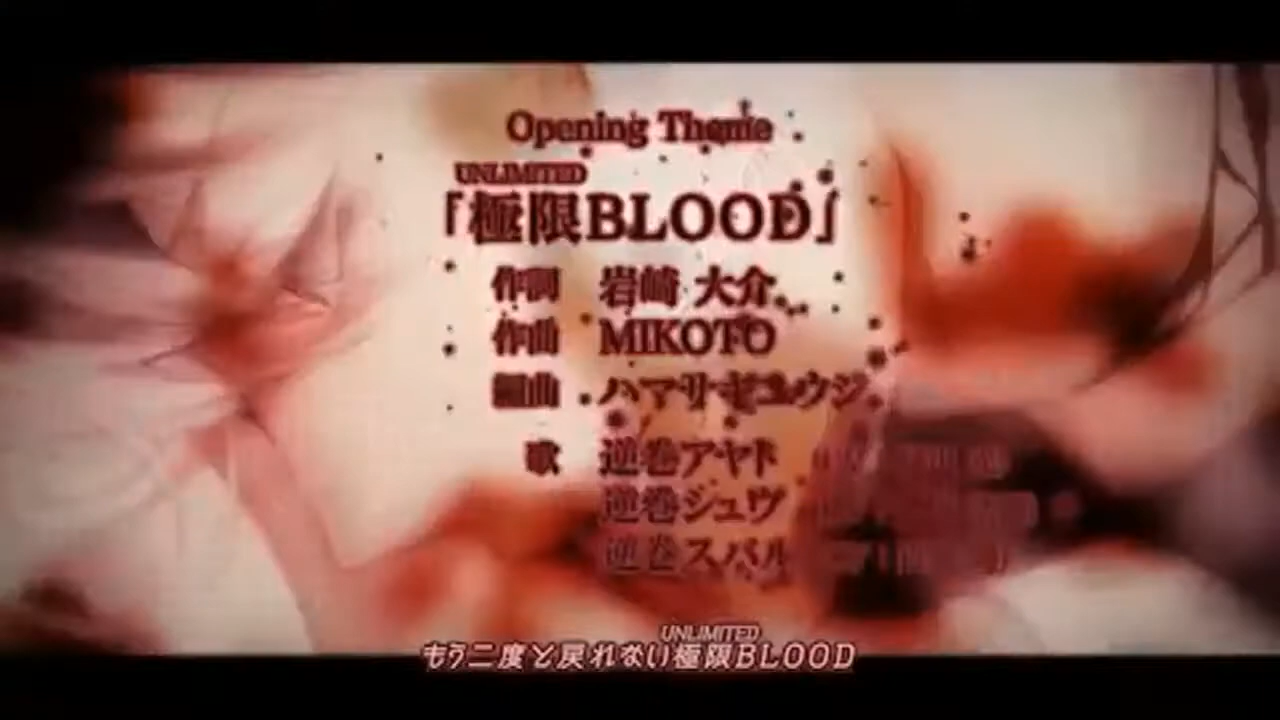 Opening Theme
UNLIMITED
「極限BLOOD」
作詞 岩崎 大介
作曲 MIKOTO
編曲 ハマサキユウジ
歌 逆巻アヤト
逆巻シュウ
逆巻スバル
UNLIMITED
もう二度と戻れない極限BLOOD